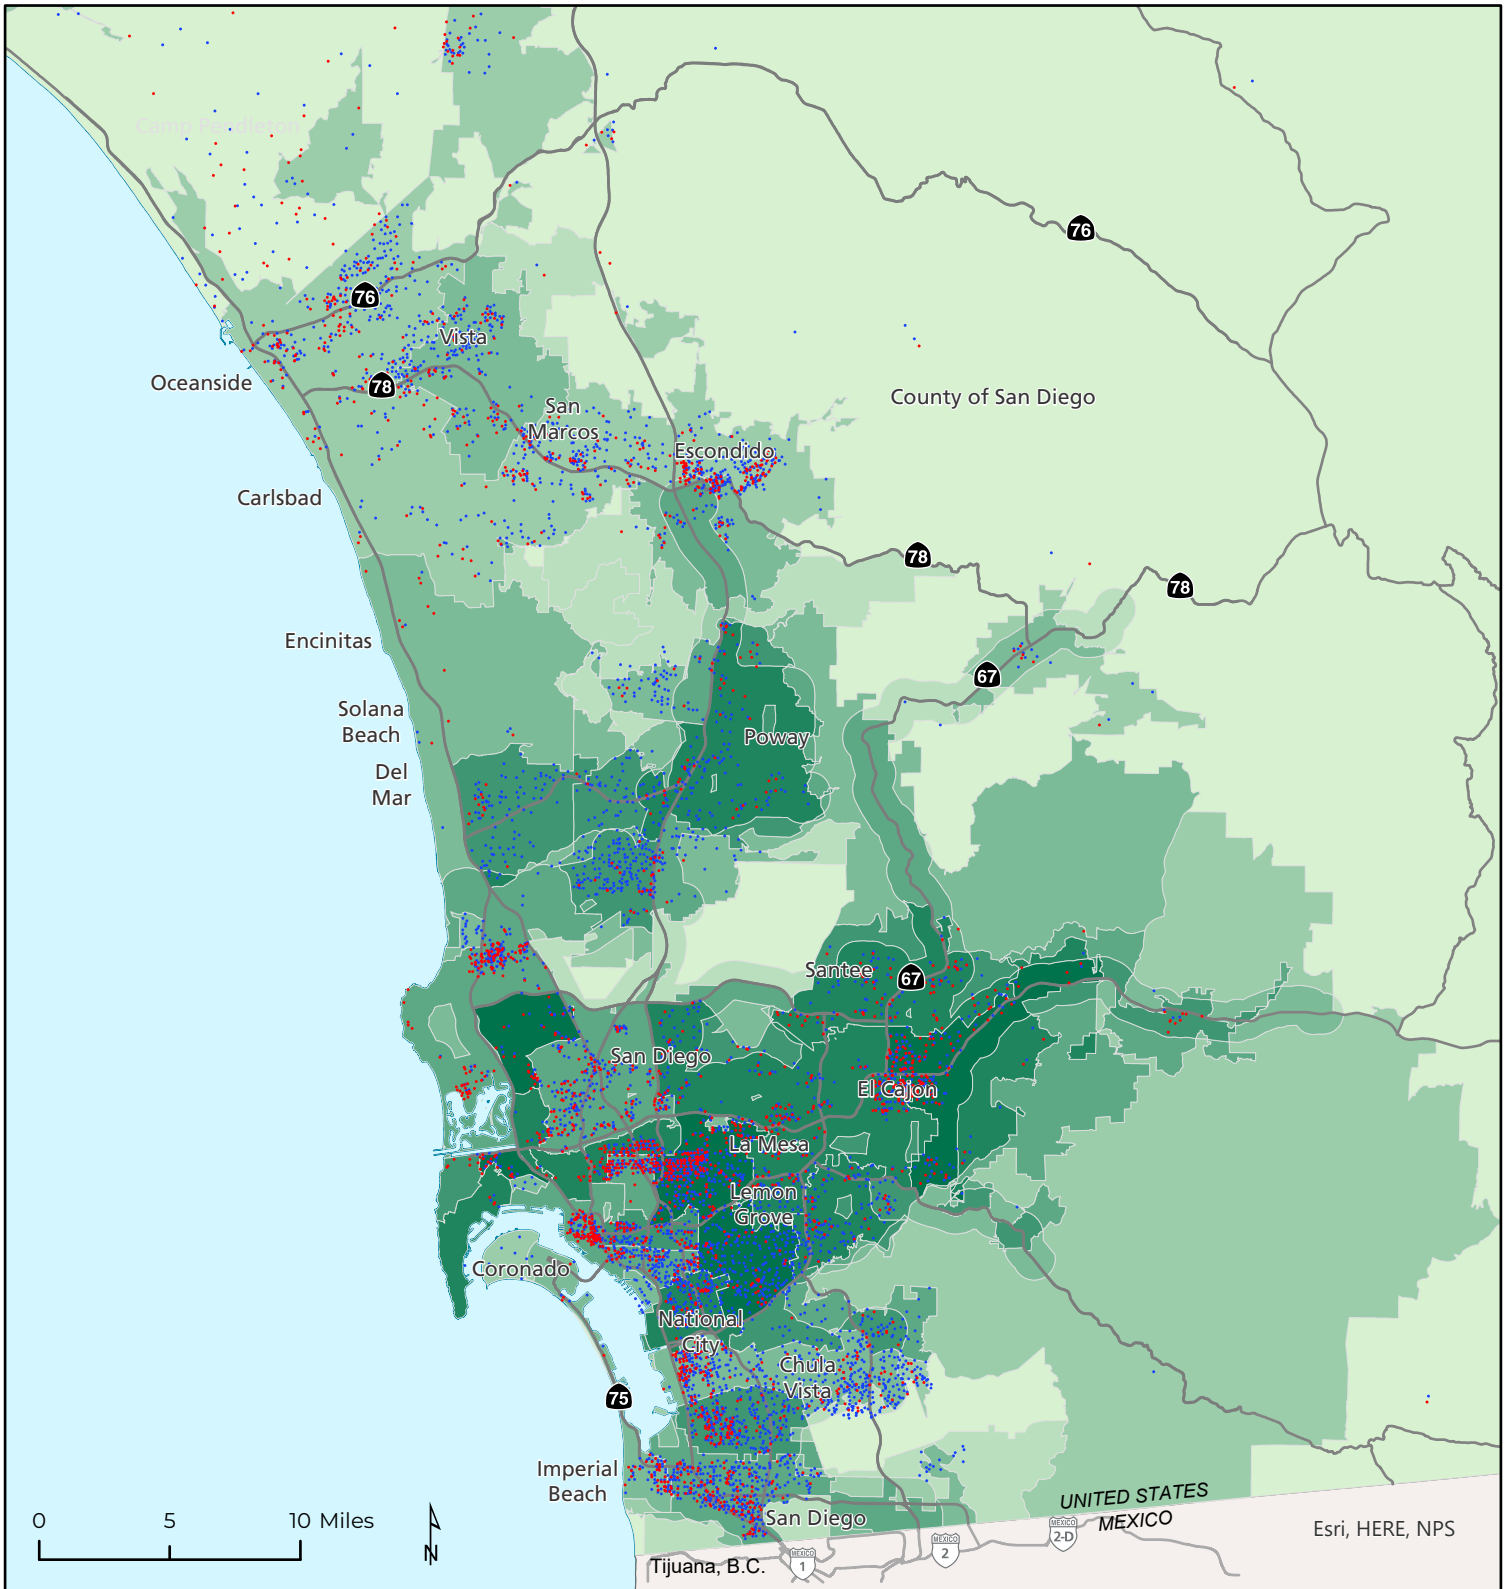 Camp Pendleton
76
76
Vista
Oceanside
78
County of San Diego
San
Marcos
Escondido
Carlsbad
78
78
Encinitas
67
Solana
Beach
Poway
Del
Mar
Santee
67
San Diego
El Cajon
La Mesa
Lemon
Grove
Coronado
National
City
Chula
Vista
75
Imperial
Beach
UNITED STATES
MEXICO
San Diego
0 5 10 Miles
N
Esri, HERE, NPS
MEXICO
2-D
MEXICO
2
MEXICO
1
Tijuana, B.C.